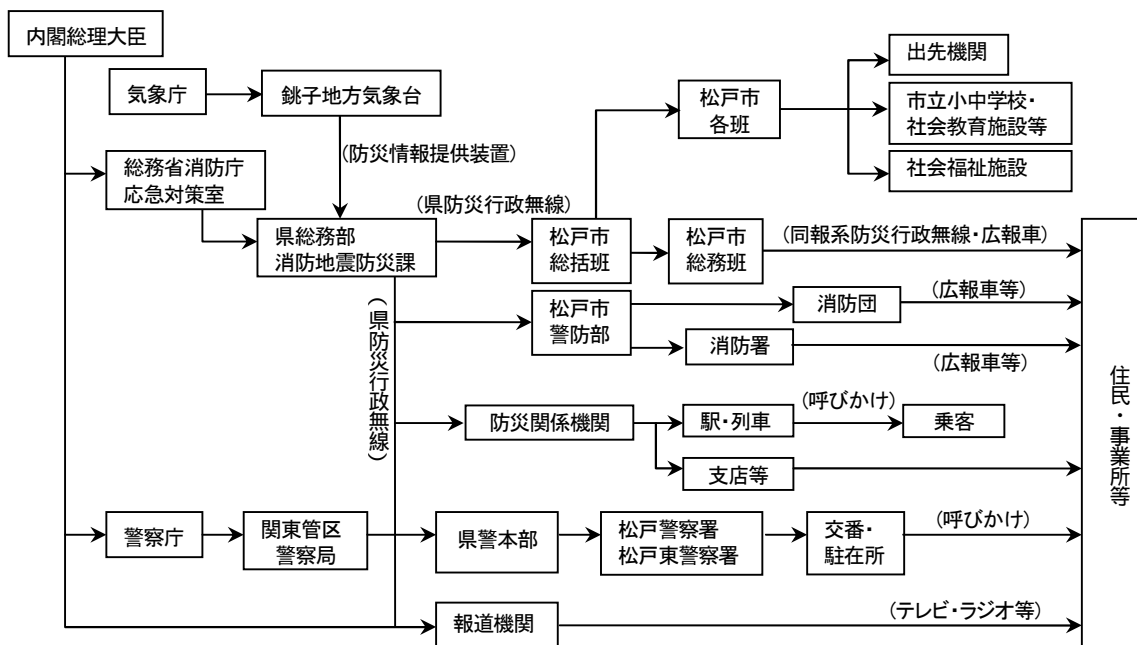 内閣総理大臣
気象庁
銚子地方気象台
(防災情報提供装置)
総務省消防庁
応急対策室
県総務部
消防地震防災課
(県防災行政無線)
松戸市
総括班
松戸市
各班
出先機関
市立小中学校・
社会教育施設等
社会福祉施設
松戸市
総務班
(同報系防災行政無線・広報車)
(県防災行政無線)
松戸市
警防部
消防団
(広報車等)
消防署
(広報車等)
防災関係機関
駅・列車
(呼びかけ)
乗客
支店等
警察庁
関東管区
警察局
県警本部
松戸警察署
松戸東警察署
交番・
駐在所
(呼びかけ)
報道機関
(テレビ・ラジオ等)
住民・事業所等